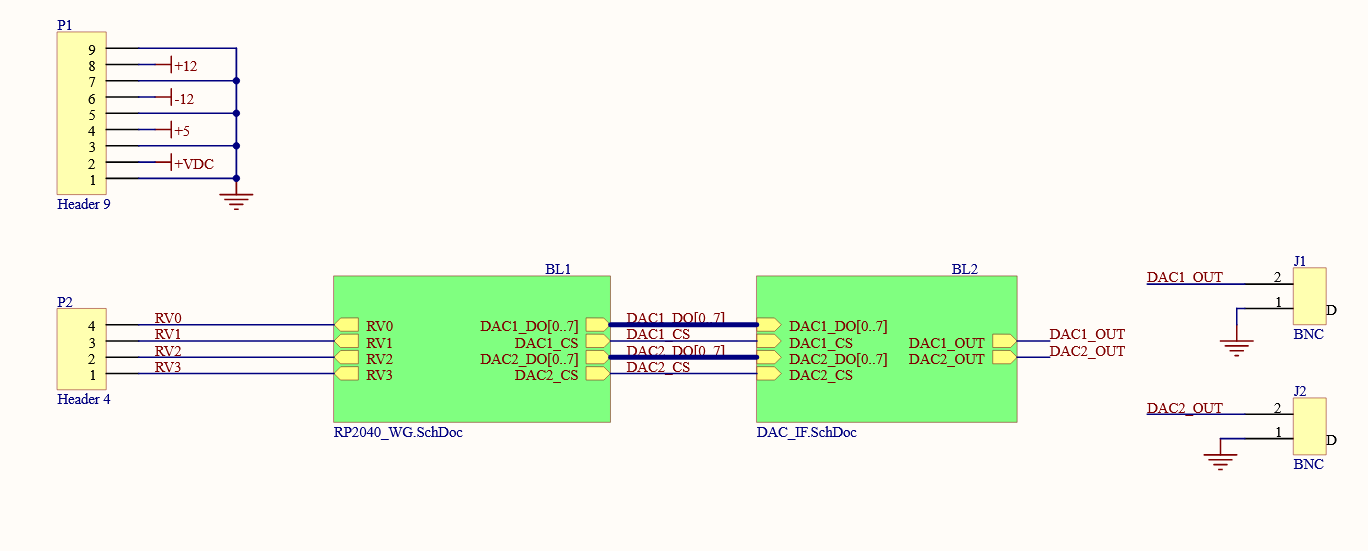 P1
9
8 +12
7
6 -12
5
4 +5
3
2 +VDC
1
Header 9
P2
4 RV0
3 RV1
2 RV2
1 RV3
Header 4
BL1
RV0 DAC1_DO[0..7]
RV1 DAC1_CS
RV2 DAC2_DO[0..7]
RV3 DAC2_CS
RP2040_WG.SchDoc
DAC1_DO[0..7]
DAC1_CS
DAC2_DO[0..7]
DAC2_CS
BL2
DAC1_DO[0..7]
DAC1_CS DAC1_OUT
DAC2_DO[0..7] DAC2_OUT
DAC2_CS
DAC_IF.SchDoc
DAC1_OUT
DAC2_OUT
J1
DAC1_OUT 2
1
D
BNC
J2
DAC2_OUT 2
1
D
BNC